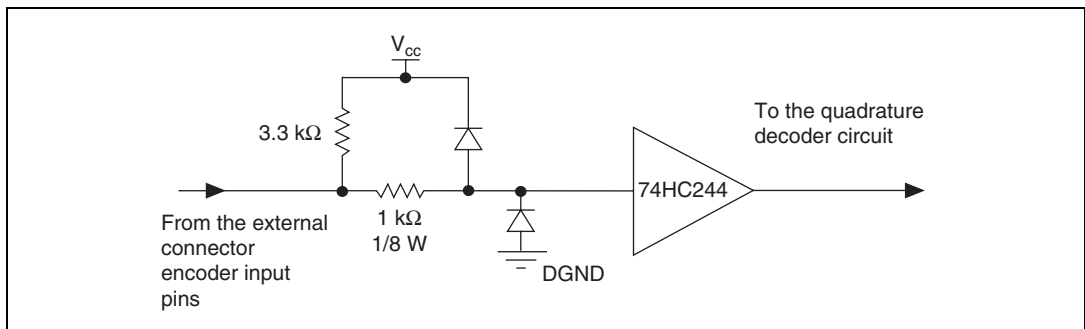 Vcc
3.3 kΩ
To the quadrature
decoder circuit
74HC244
From the external
connector
encoder input
pins
1 kΩ
1/8 W
DGND